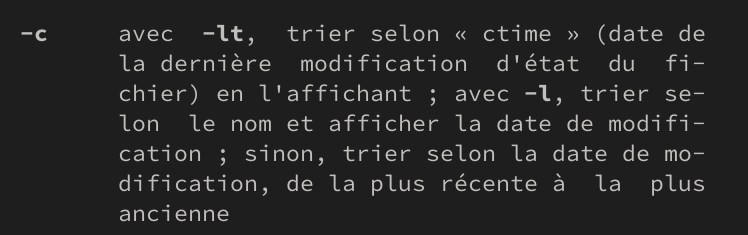 -c avec -lt, trier selon « ctime » (date de
la dernière modification d'état du fi-
chier) en l'affichant ; avec -l, trier se-
lon le nom et afficher la date de modifi-
cation ; sinon, trier selon la date de mo-
dification, de la plus récente à la plus
ancienne